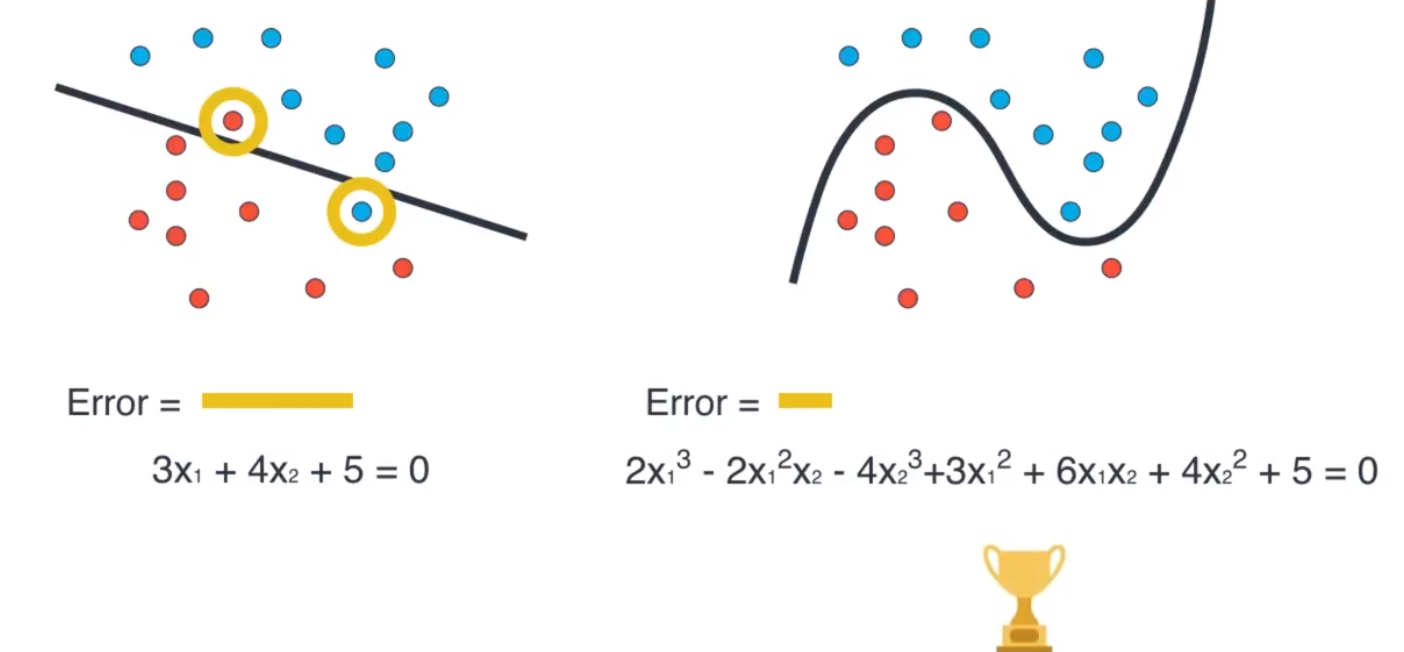 Error =
3x₁ + 4x₂ + 5 = 0
Error =
2x₁³ - 2x₁²x₂ - 4x₂³+3x₁² + 6x₁x₂ + 4x₂² + 5 = 0